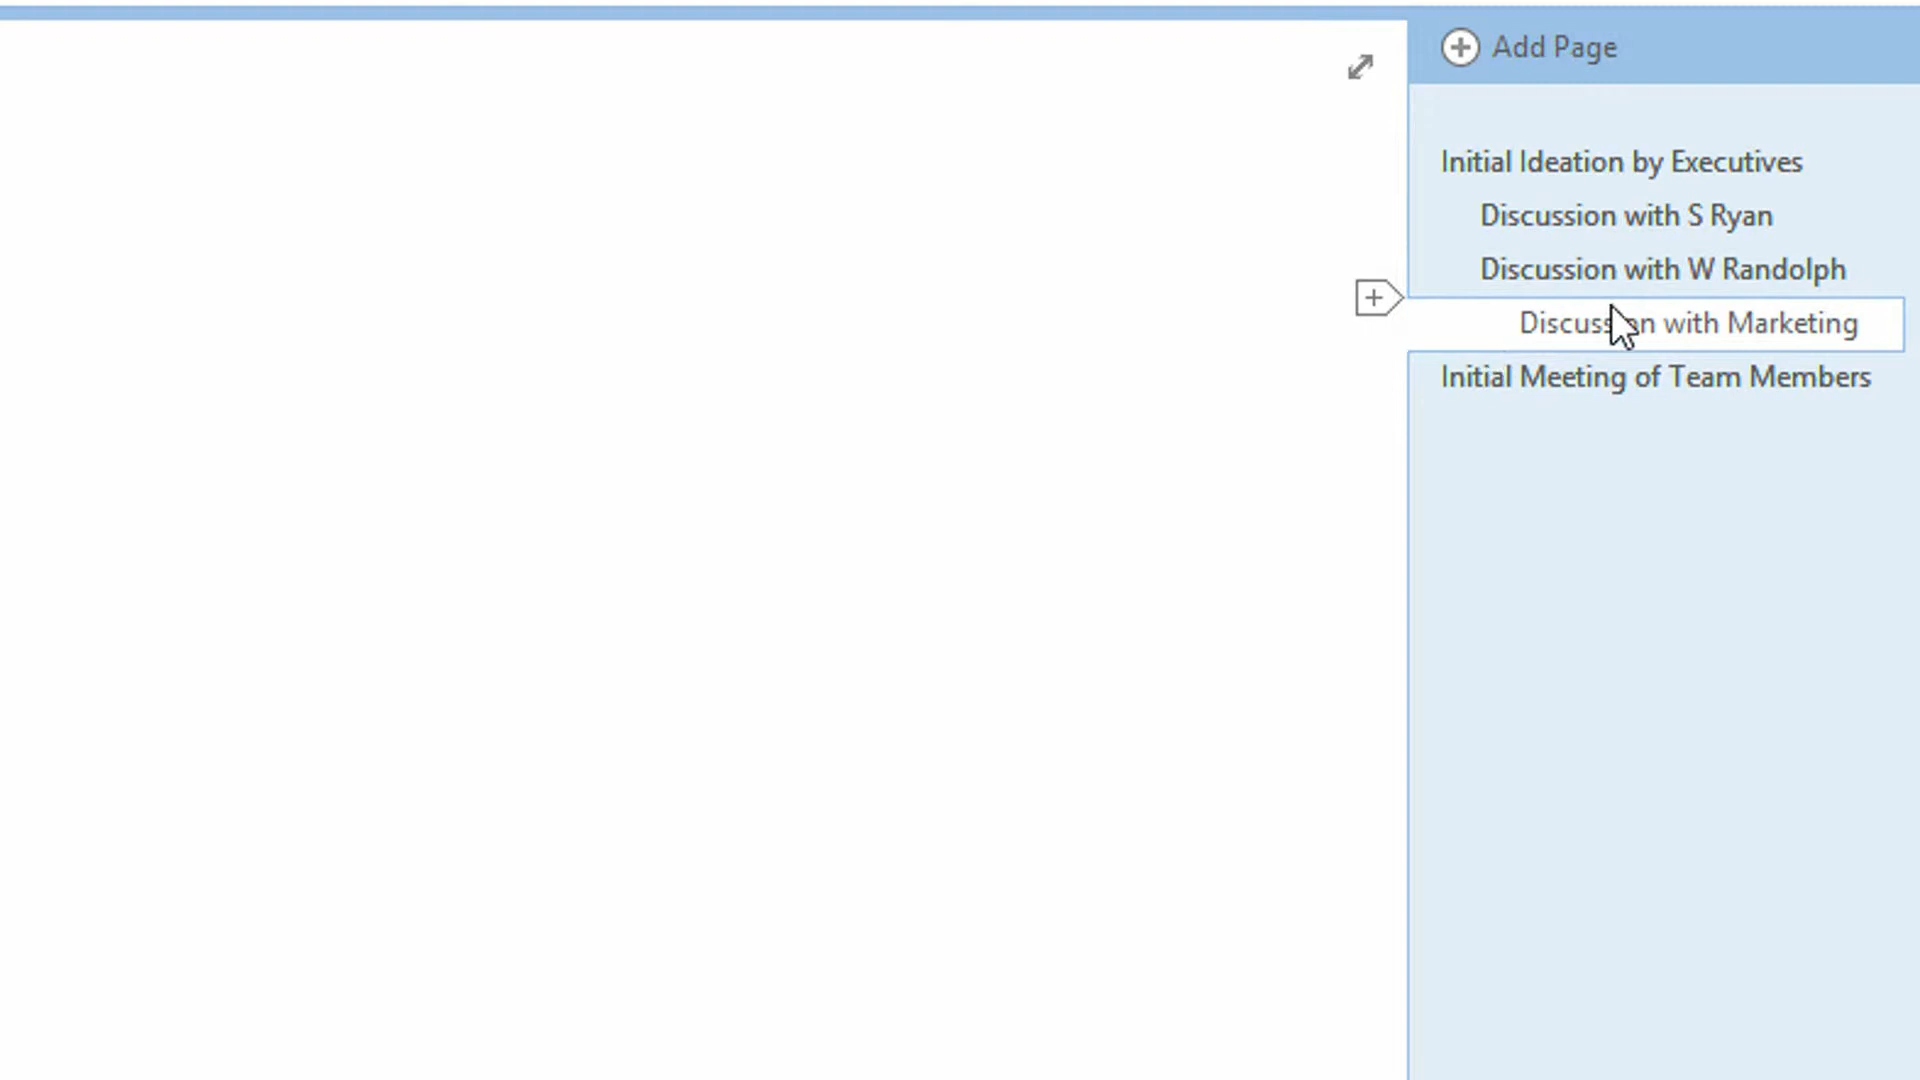 Add Page
Initial Ideation by Executives
Discussion with S Ryan
Discussion with W Randolph
Discussion with Marketing
Initial Meeting of Team Members